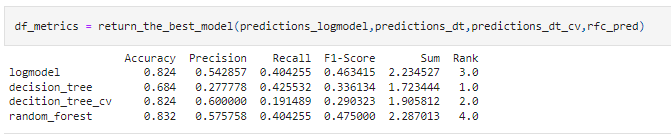 df_metrics = return_the_best_model(predictions_logmodel,predictions_dt,predictions_dt_cv,rfc_pred)
Accuracy Precision Recall F1-Score Sum Rank
logmodel 0.824 0.542857 0.404255 0.463415 2.234527 3.0
decision_tree 0.684 0.277778 0.425532 0.336134 1.723444 1.0
decition_tree_cv 0.824 0.600000 0.191489 0.290323 1.905812 2.0
random_forest 0.832 0.575758 0.404255 0.475000 2.287013 4.0